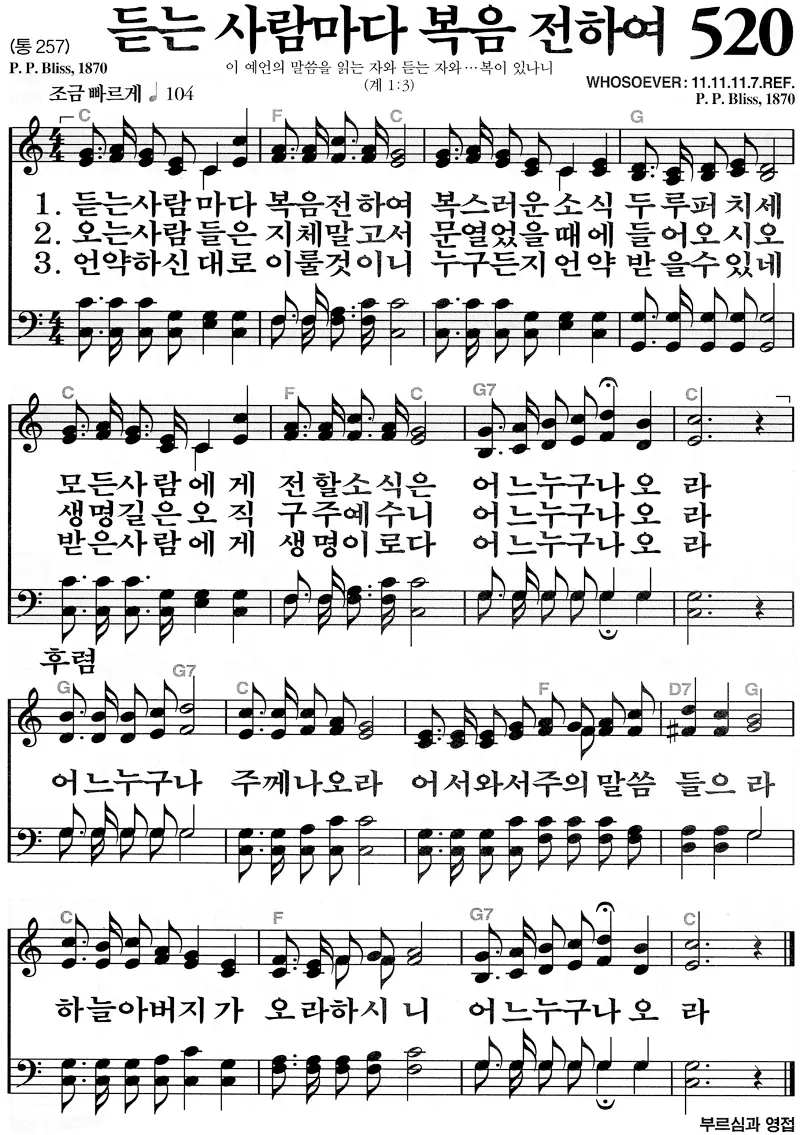 (통 257) 듣는 사람마다 복음 전하여 520
P. P. Bliss, 1870 이 예언의 말씀을 읽는 자와 듣는 자와…복이 있나니
(계 1:3)
WHOSOEVER: 11.11.11.7.REF.
P. P. Bliss, 1870
조금 빠르게 ♩ 104
C F C G
1. 듣는사람마다 복음전하여 복스러운소식 두루퍼치세
2. 오는사람들은 지체말고서 문열었을때에 들어오시오
3. 언약하신대로 이룰것이니 누구든지언약 받을수있네
C F C G7 C
모든사람에게 전할소식은 어느누구나오라
생명길은오직 구주예수니 어느누구나오라
받은사람에게 생명이로다 어느누구나오라
후렴
G G7 C F D7 G
어느누구나 주께나오라 어서와서주의말씀 들으라
C F G7 C
하늘아버지가 오라하시니 어느누구나오라
부르심과 영접